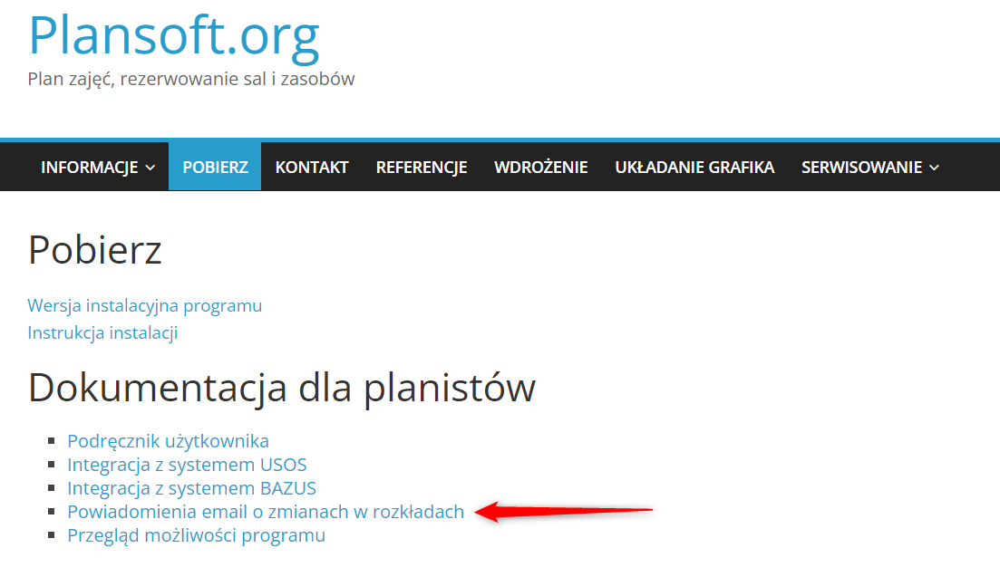 Plansoft.org
Plan zajęć, rezerwowanie sal i zasobów
INFORMACJE POBIERZ KONTAKT REFERENCJE WDROŻENIE UKŁADANIE GRAFIKA SERWISOWANIE
Pobierz
Wersja instalacyjna programu
Instrukcja instalacji
Dokumentacja dla planistów
Podręcznik użytkownika
Integracja z systemem USOS
Integracja z systemem BAZUS
Powiadomienia email o zmianach w rozkładach
Przegląd możliwości programu